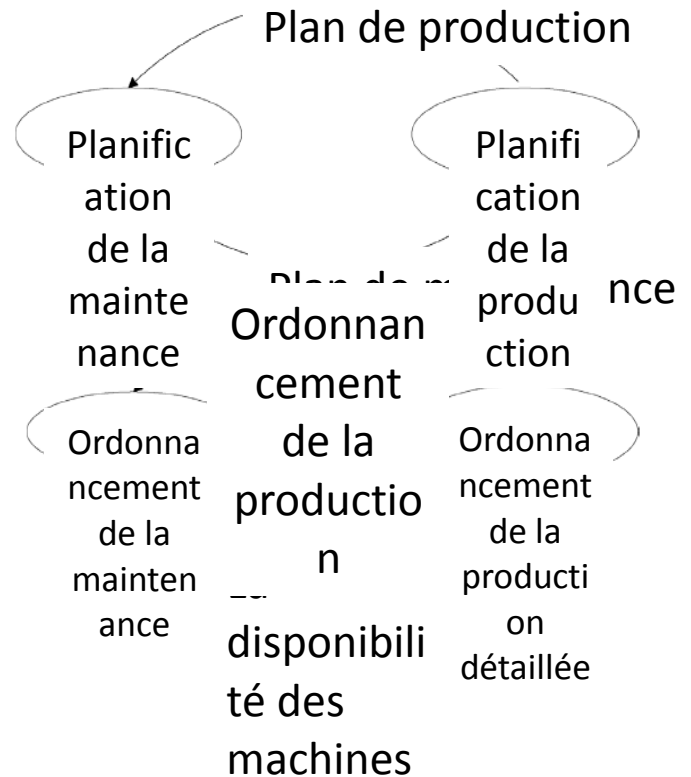 Plan de production
Planific
ation
de la
mainte
nance
Planifi
cation
de la
produ
ction
Plan de m nce
Ordonnan
cement
de la
productio
n
Ordonna
ncement
de la
mainten
ance
disponibili
té des
machines
Ordonna
ncement
de la
producti
on
détaillée